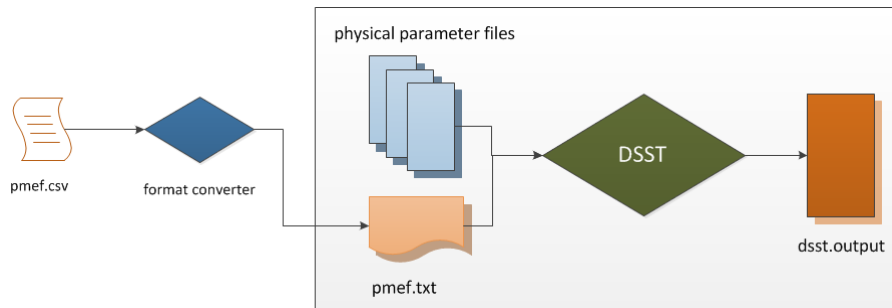 physical parameter files
pmef.csv
format converter
DSST
pmef.txt
dsst.output